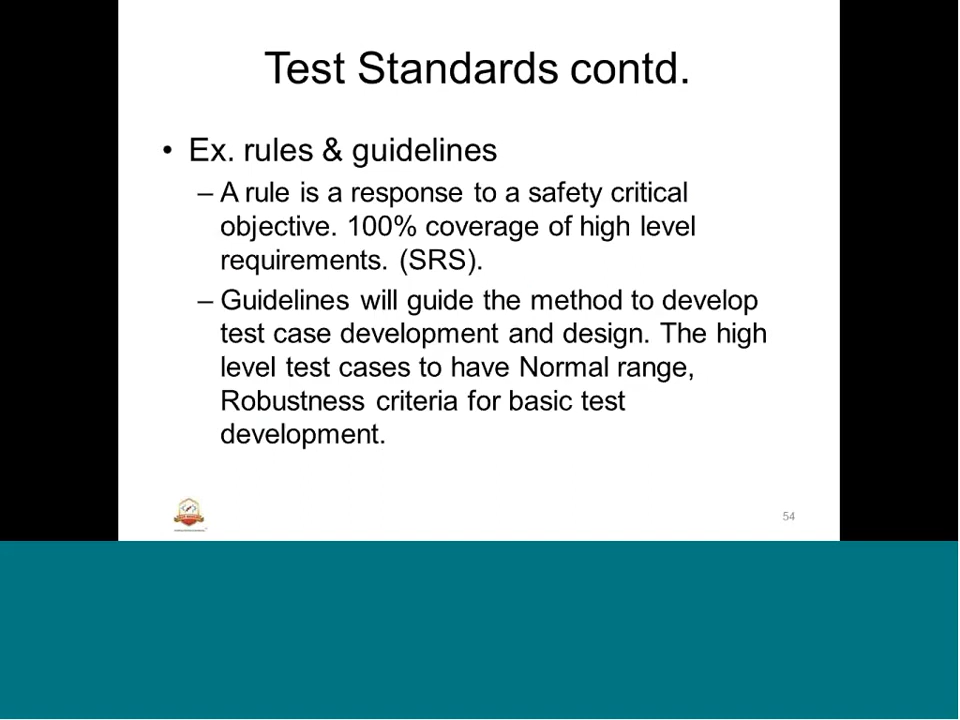 Test Standards contd.
• Ex. rules & guidelines
– A rule is a response to a safety critical
objective. 100% coverage of high level
requirements. (SRS).
– Guidelines will guide the method to develop
test case development and design. The high
level test cases to have Normal range,
Robustness criteria for basic test
development.
54